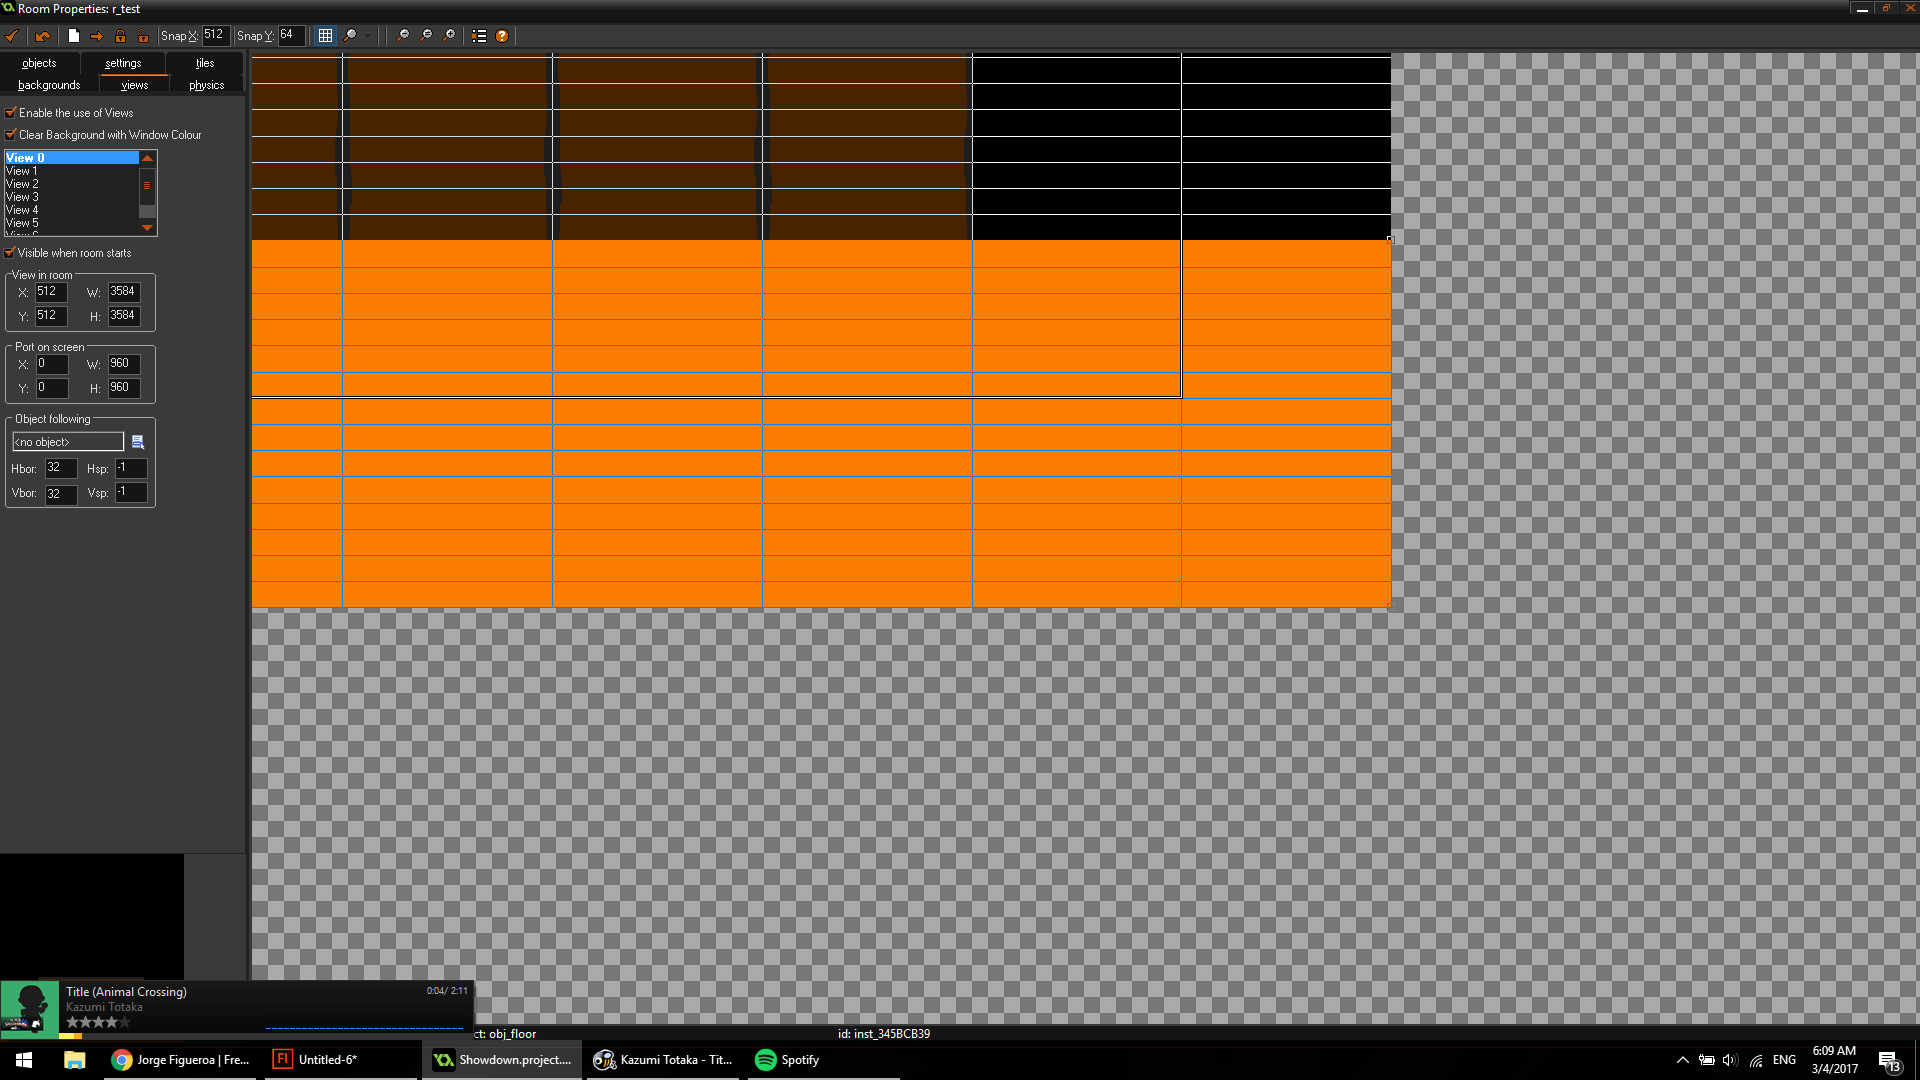 Room Properties: r_test
Snap X: 512 Snap Y: 64
objects settings tiles
backgrounds views physics
Enable the use of Views
Clear Background with Window Colour
View 0
View 1
View 2
View 3
View 4
View 5
Visible when room starts
View in room
X: 512 W: 3584
Y: 512 H: 3584
Port on screen
X: 0 W: 960
Y: 0 H: 960
Object following
<no object>
Hbor: 32 Hsp: -1
Vbor: 32 Vsp: -1
Title (Animal Crossing) 0:04/ 2:11
Kazumi Totaka
ct: obj_floor id: inst_345BCB39
Jorge Figueroa | Fre... Untitled-6* Showdown.project.... Kazumi Totaka - Tit... Spotify
ENG
6:09 AM
3/4/2017
13